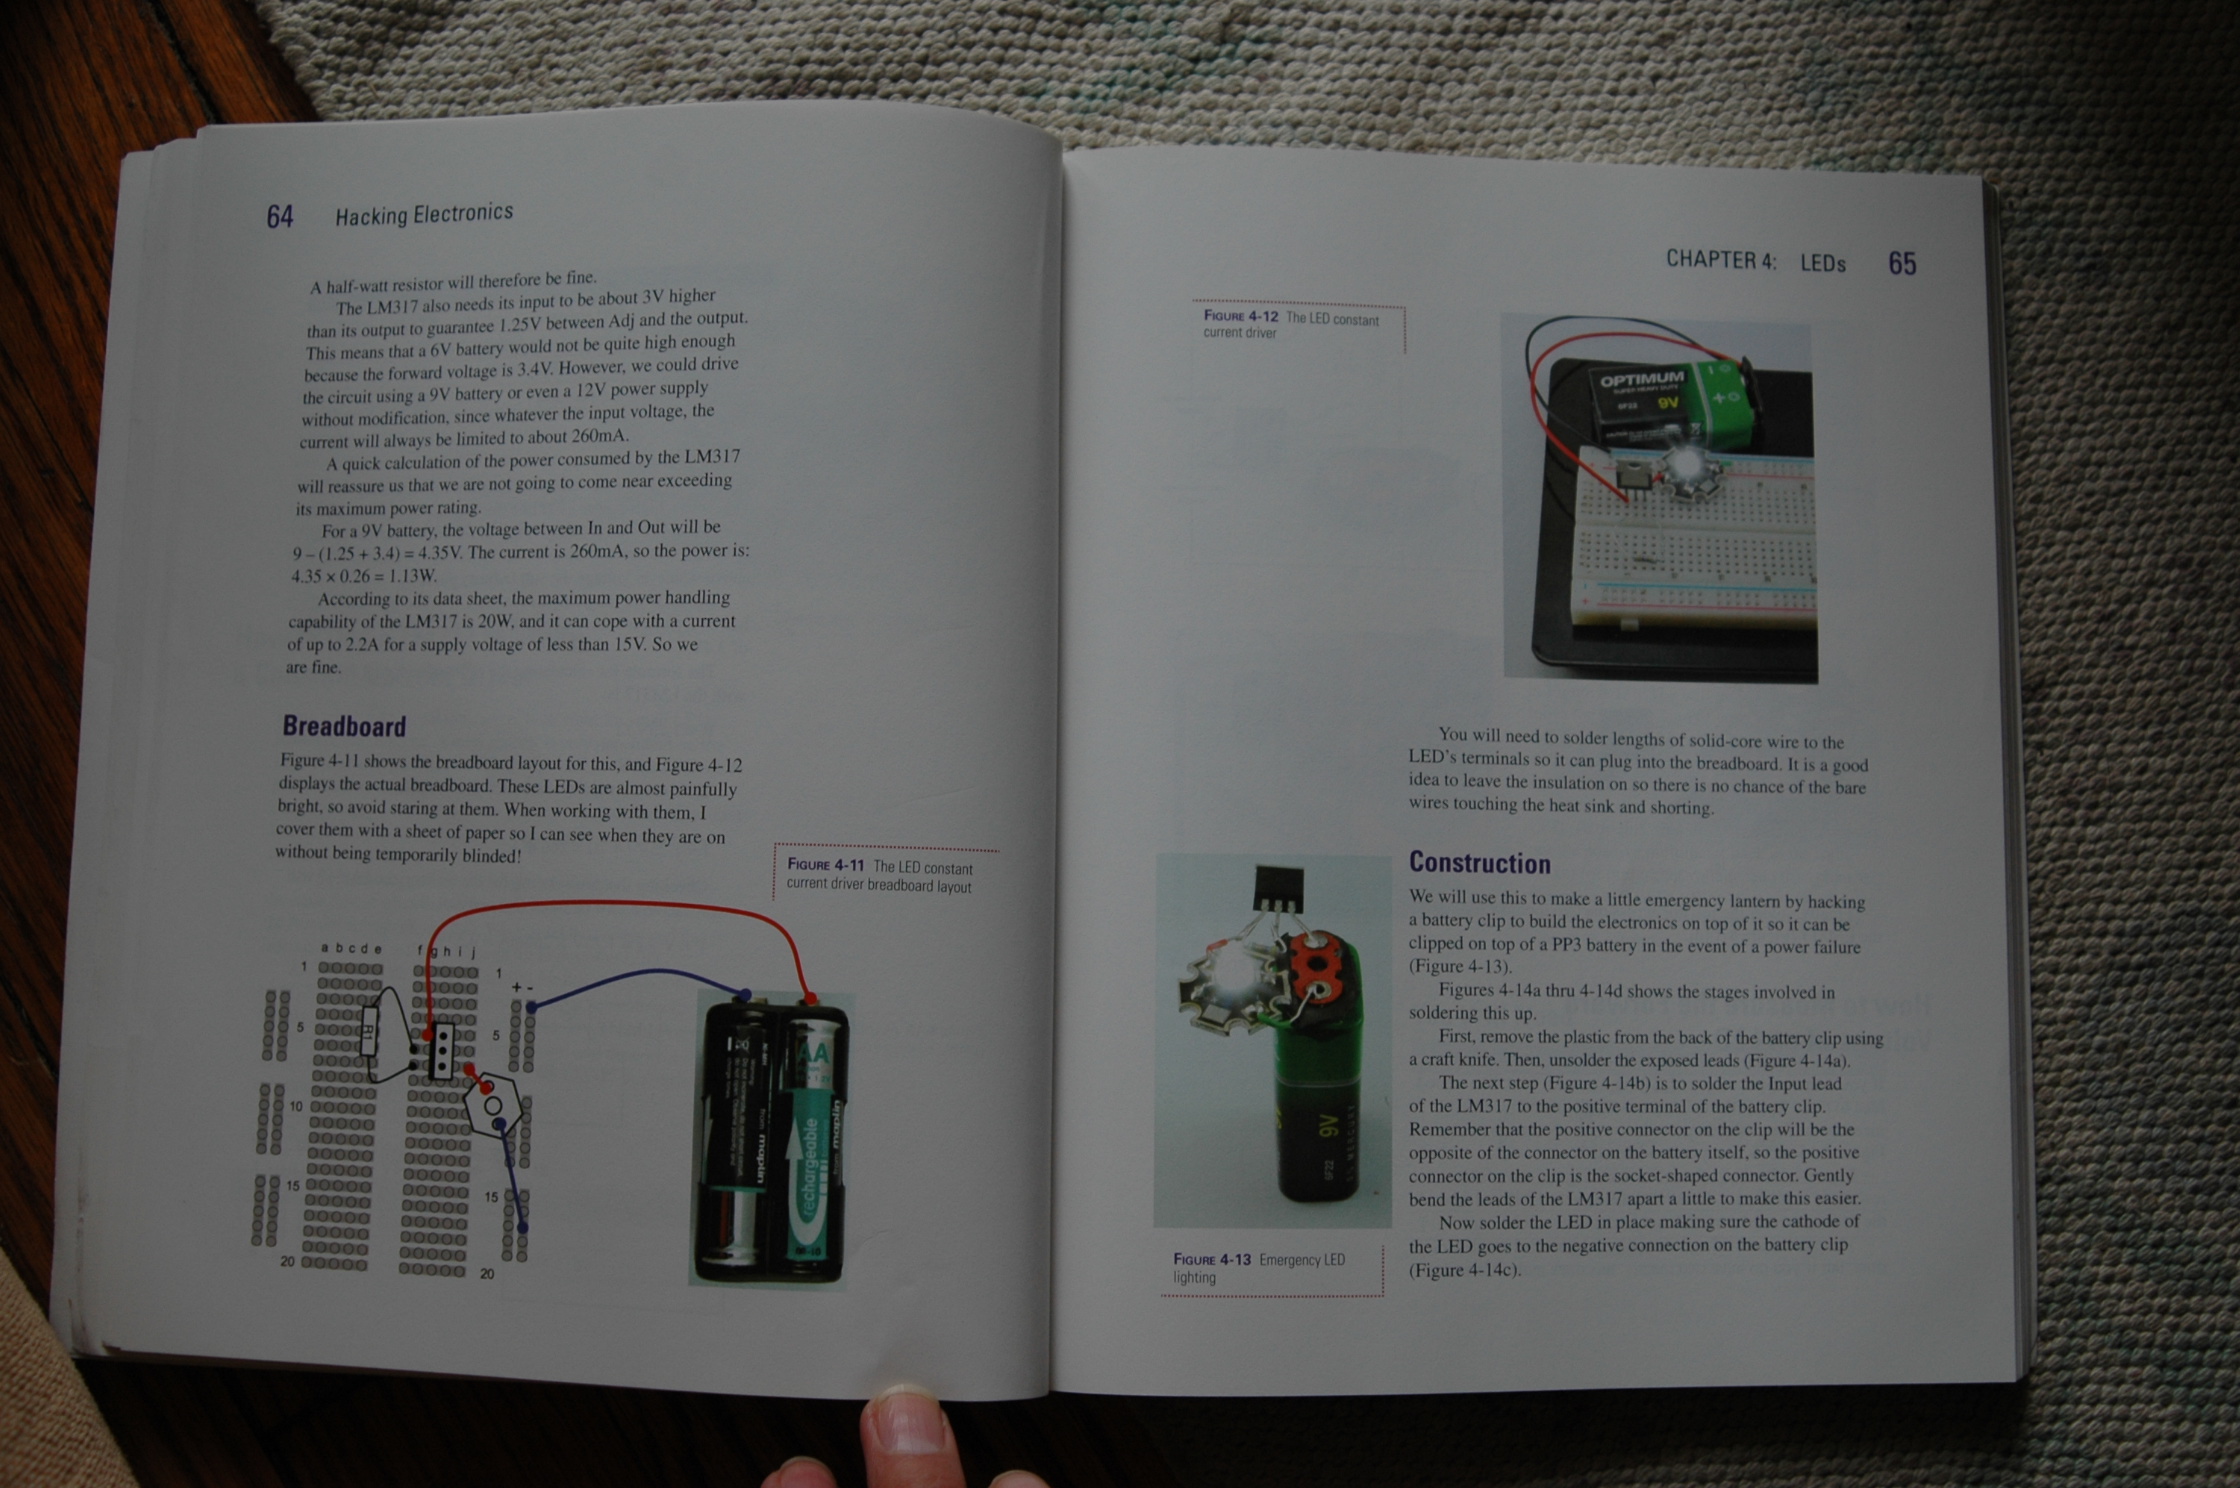 64 Hacking Electronics
A half-watt resistor will therefore be fine.
The LM317 also needs its input to be about 3V higher
than its output to guarantee 1.25V between Adj and the output.
This means that a 6V battery would not be quite high enough
because the forward voltage is 3.4V. However, we could drive
the circuit using a 9V battery or even a 12V power supply
without modification, since whatever the input voltage, the
current will always be limited to about 260mA.
A quick calculation of the power consumed by the LM317
will reassure us that we are not going to come near exceeding
its maximum power rating.
For a 9V battery, the voltage between In and Out will be
9 – (1.25 + 3.4) = 4.35V. The current is 260mA, so the power is:
4.35 × 0.26 = 1.13W.
According to its data sheet, the maximum power handling
capability of the LM317 is 20W, and it can cope with a current
of up to 2.2A for a supply voltage of less than 15V. So we
are fine.
Breadboard
Figure 4-11 shows the breadboard layout for this, and Figure 4-12
displays the actual breadboard. These LEDs are almost painfully
bright, so avoid staring at them. When working with them, I
cover them with a sheet of paper so I can see when they are on
without being temporarily blinded!
FIGURE 4-11 The LED constant
current driver breadboard layout
a b c d e f g h i j + -
1 1
5 5
10
15 15
20 20
R1
AA
rechargeable
from maplin
from maplin
CHAPTER 4: LEDs 65
FIGURE 4-12 The LED constant
current driver
OPTIMUM
9V
You will need to solder lengths of solid-core wire to the
LED's terminals so it can plug into the breadboard. It is a good
idea to leave the insulation on so there is no chance of the bare
wires touching the heat sink and shorting.
Construction
We will use this to make a little emergency lantern by hacking
a battery clip to build the electronics on top of it so it can be
clipped on top of a PP3 battery in the event of a power failure
(Figure 4-13).
Figures 4-14a thru 4-14d shows the stages involved in
soldering this up.
First, remove the plastic from the back of the battery clip using
a craft knife. Then, unsolder the exposed leads (Figure 4-14a).
The next step (Figure 4-14b) is to solder the Input lead
of the LM317 to the positive terminal of the battery clip.
Remember that the positive connector on the clip will be the
opposite of the connector on the battery itself, so the positive
connector on the clip is the socket-shaped connector. Gently
bend the leads of the LM317 apart a little to make this easier.
Now solder the LED in place making sure the cathode of
the LED goes to the negative connection on the battery clip
(Figure 4-14c).
9V
6F22
FIGURE 4-13 Emergency LED
lighting